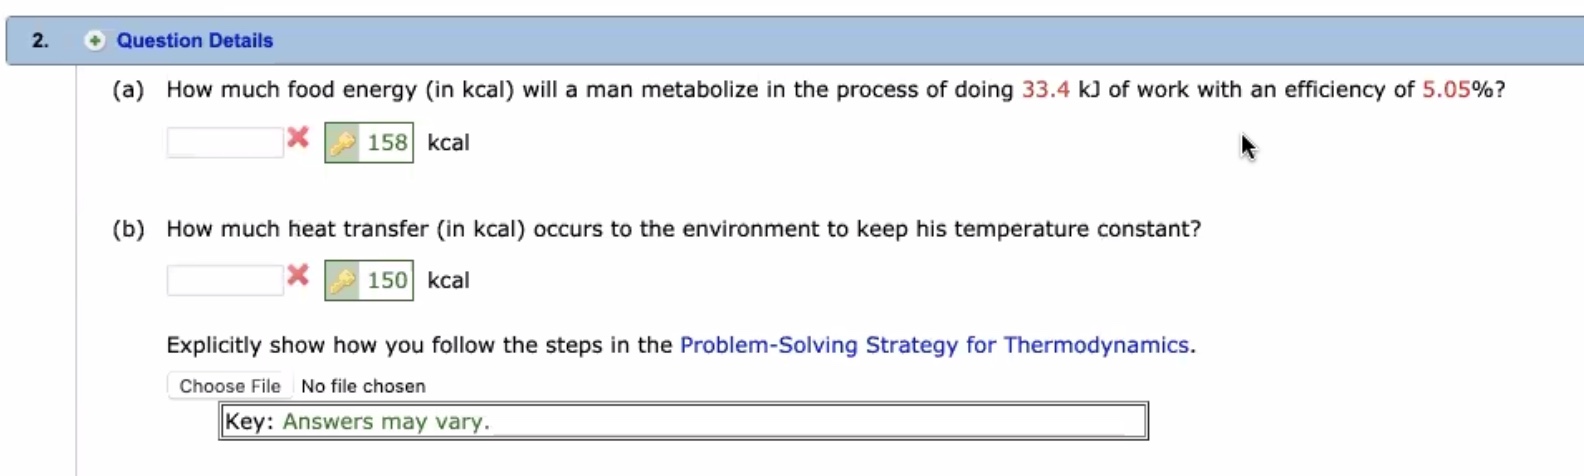 2. Question Details
(a) How much food energy (in kcal) will a man metabolize in the process of doing 33.4 kJ of work with an efficiency of 5.05%?
158 kcal
(b) How much heat transfer (in kcal) occurs to the environment to keep his temperature constant?
150 kcal
Explicitly show how you follow the steps in the Problem-Solving Strategy for Thermodynamics.
Choose File No file chosen
Key: Answers may vary.